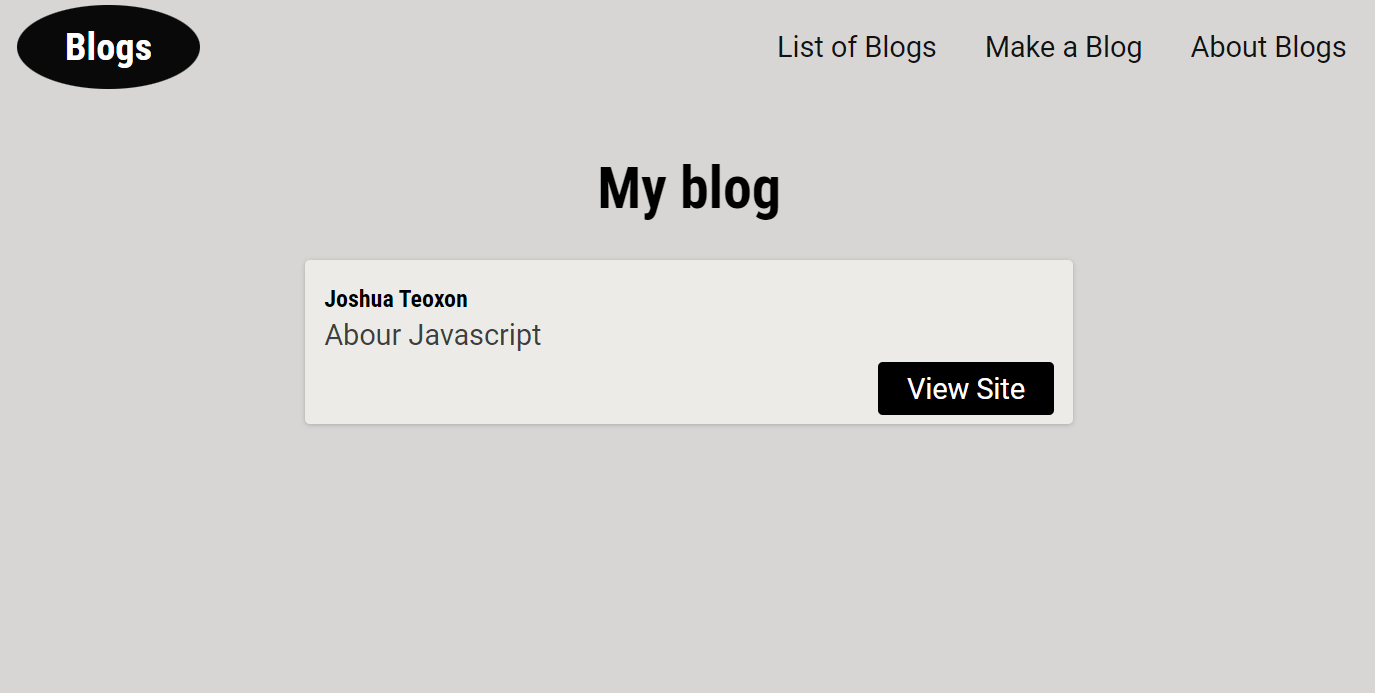 Blogs
List of Blogs Make a Blog About Blogs
My blog
Joshua Teoxon
Abour Javascript
View Site